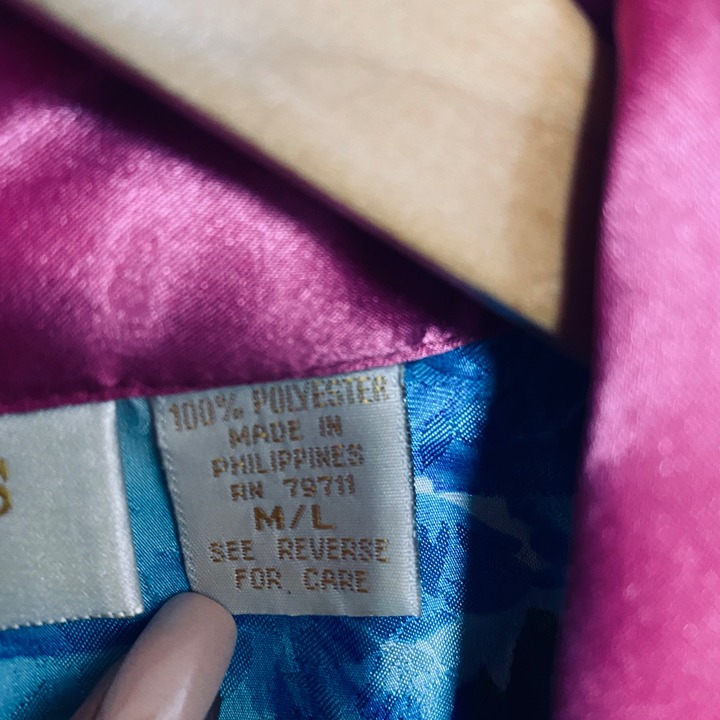 100% POLYESTER
MADE IN
PHILIPPINES
RN 79711
M/L
SEE REVERSE
FOR CARE